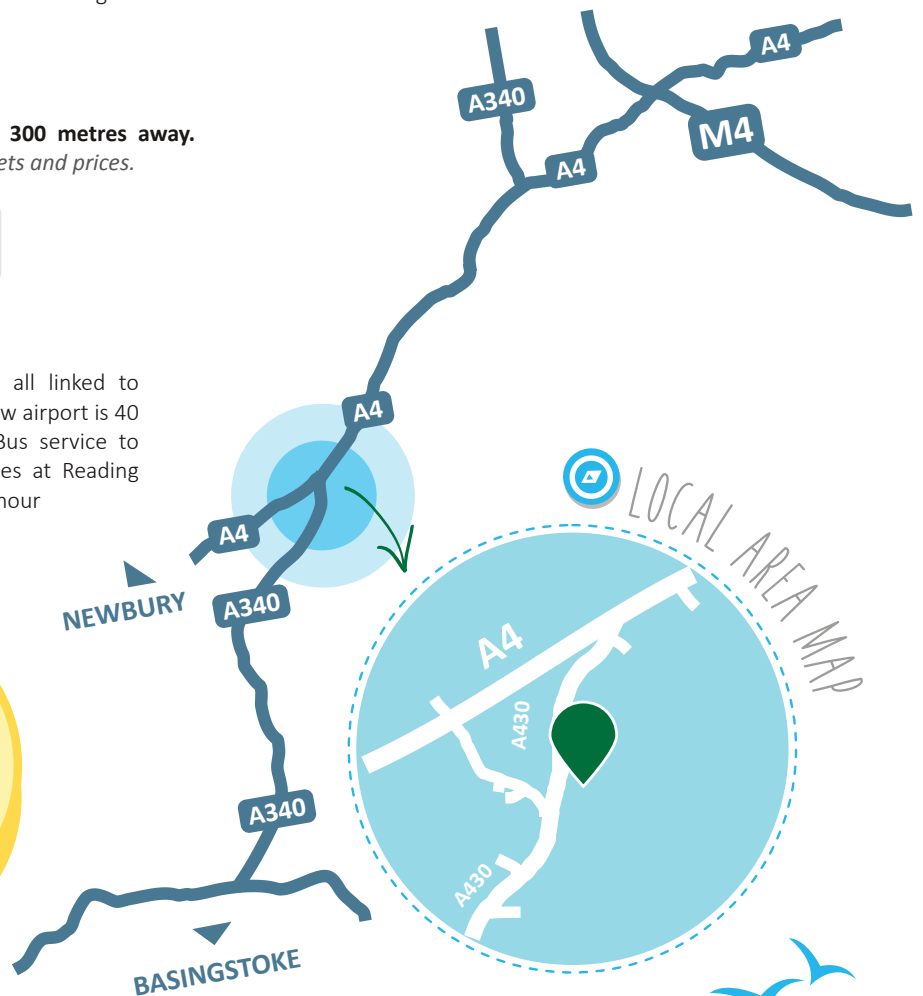 300 metres away.
ets and prices.
all linked to
w airport is 40
Bus service to
es at Reading
hour
A4
A340
M4
A4
A4
A4
NEWBURY
A340
A340
BASINGSTOKE
LOCAL AREA MAP
A4
A430
A430